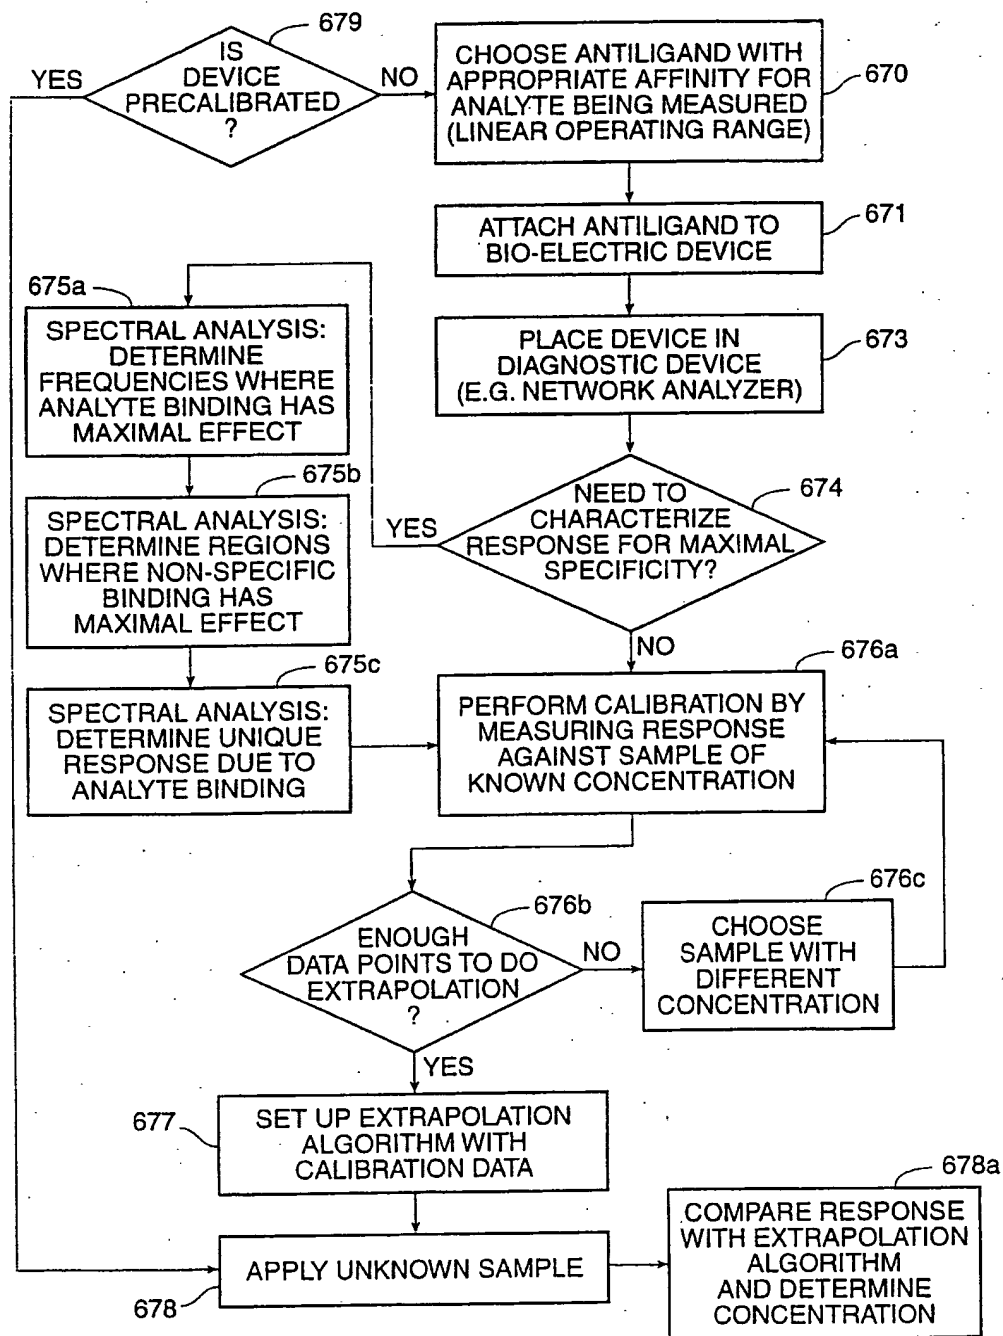 679
IS
DEVICE
PRECALIBRATED
?
YES
NO
CHOOSE ANTILIGAND WITH
APPROPRIATE AFFINITY FOR
ANALYTE BEING MEASURED
(LINEAR OPERATING RANGE)
670
ATTACH ANTILIGAND TO
BIO-ELECTRIC DEVICE
671
PLACE DEVICE IN
DIAGNOSTIC DEVICE
(E.G. NETWORK ANALYZER)
673
NEED TO
CHARACTERIZE
RESPONSE FOR MAXIMAL
SPECIFICITY?
674
YES
NO
675a
SPECTRAL ANALYSIS:
DETERMINE
FREQUENCIES WHERE
ANALYTE BINDING HAS
MAXIMAL EFFECT
675b
SPECTRAL ANALYSIS:
DETERMINE REGIONS
WHERE NON-SPECIFIC
BINDING HAS
MAXIMAL EFFECT
675c
SPECTRAL ANALYSIS:
DETERMINE UNIQUE
RESPONSE DUE TO
ANALYTE BINDING
676a
PERFORM CALIBRATION BY
MEASURING RESPONSE
AGAINST SAMPLE OF
KNOWN CONCENTRATION
676b
ENOUGH
DATA POINTS TO DO
EXTRAPOLATION
?
NO
YES
676c
CHOOSE
SAMPLE WITH
DIFFERENT
CONCENTRATION
677
SET UP EXTRAPOLATION
ALGORITHM WITH
CALIBRATION DATA
APPLY UNKNOWN SAMPLE
678
678a
COMPARE RESPONSE
WITH EXTRAPOLATION
ALGORITHM
AND DETERMINE
CONCENTRATION